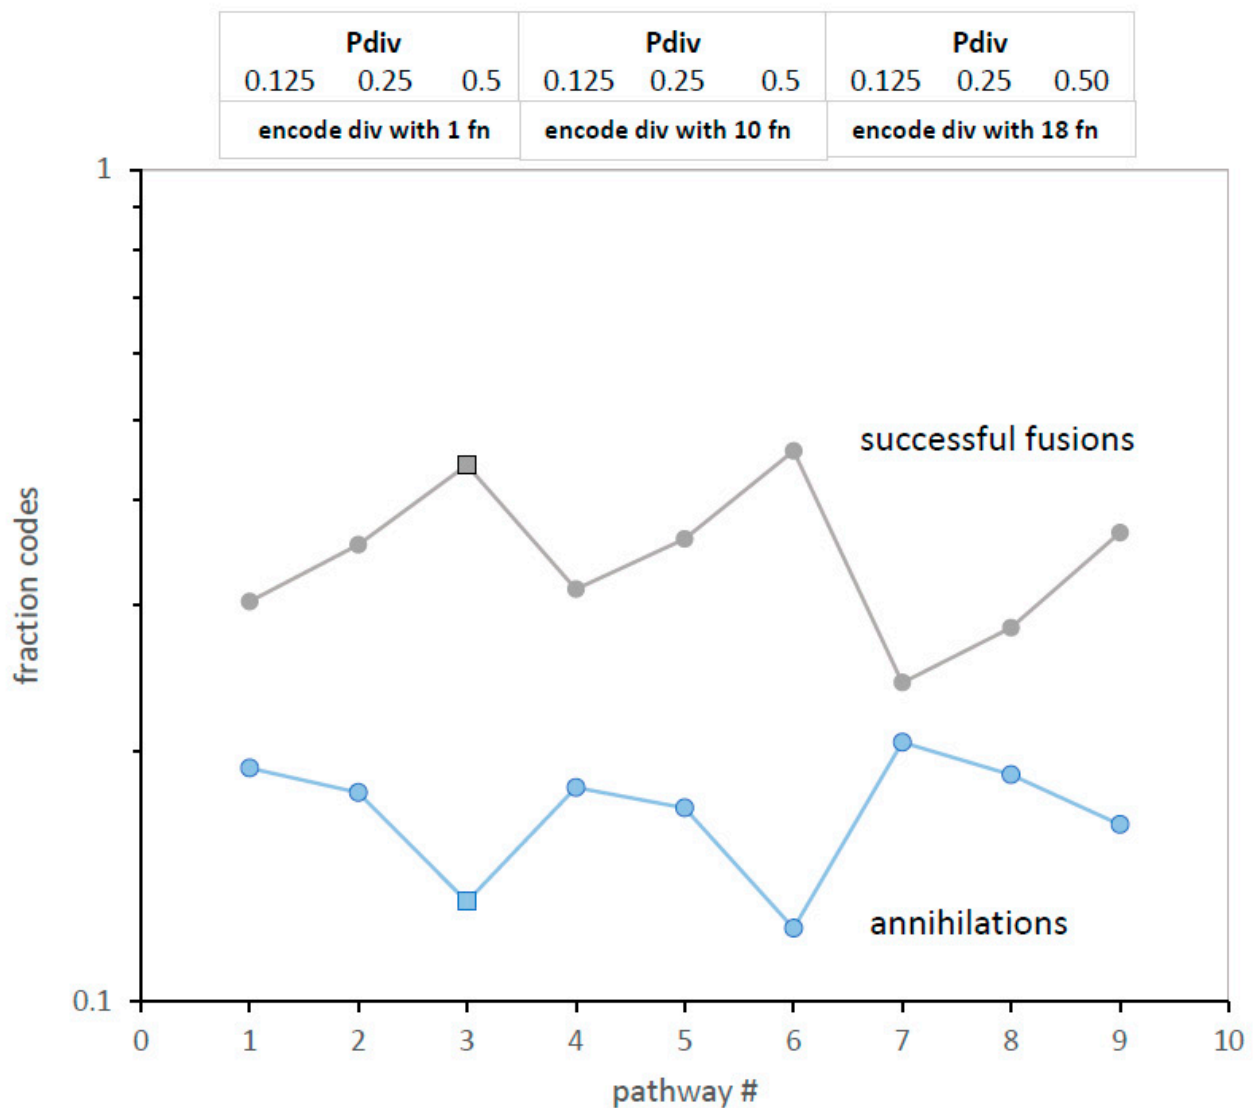 Pdiv Pdiv Pdiv
0.125 0.25 0.5 0.125 0.25 0.5 0.125 0.25 0.50
encode div with 1 fn encode div with 10 fn encode div with 18 fn
1
successful fusions
fraction codes
annihilations
0.1
0 1 2 3 4 5 6 7 8 9 10
pathway #